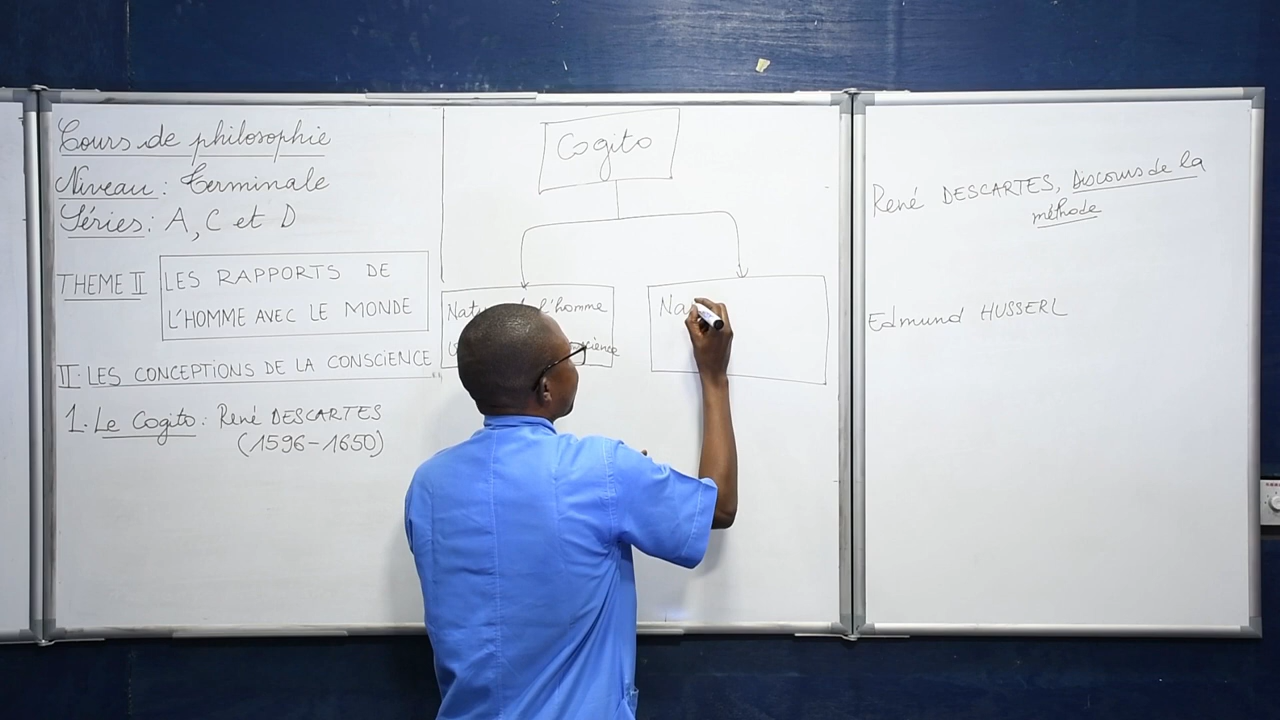 Cours de philosophie
Niveau : Terminale
Séries : A, C et D
THEME II
LES RAPPORTS DE
L'HOMME AVEC LE MONDE
II. LES CONCEPTIONS DE LA CONSCIENCE
1. Le Cogito : René DESCARTES
(1596-1650)
Cogito
l'homme
Na
René DESCARTES, Discours de la
méthode
Edmund HUSSERL